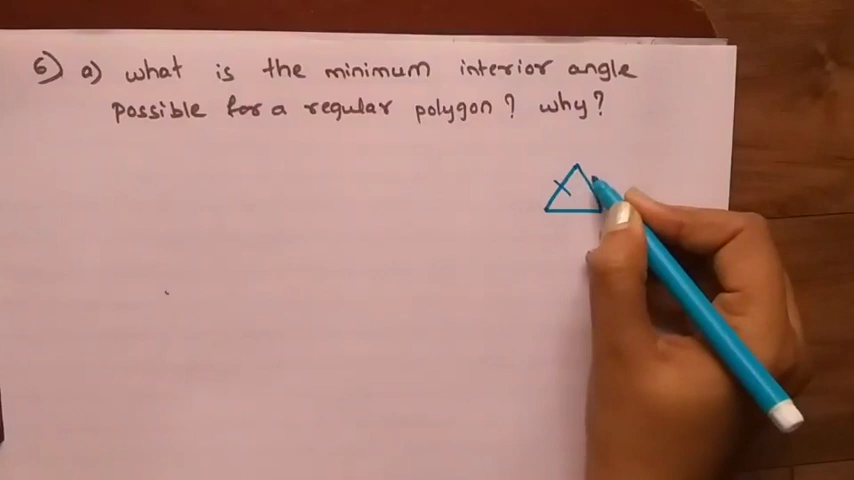 6) a) what is the minimum interior angle
possible for a regular polygon? why?